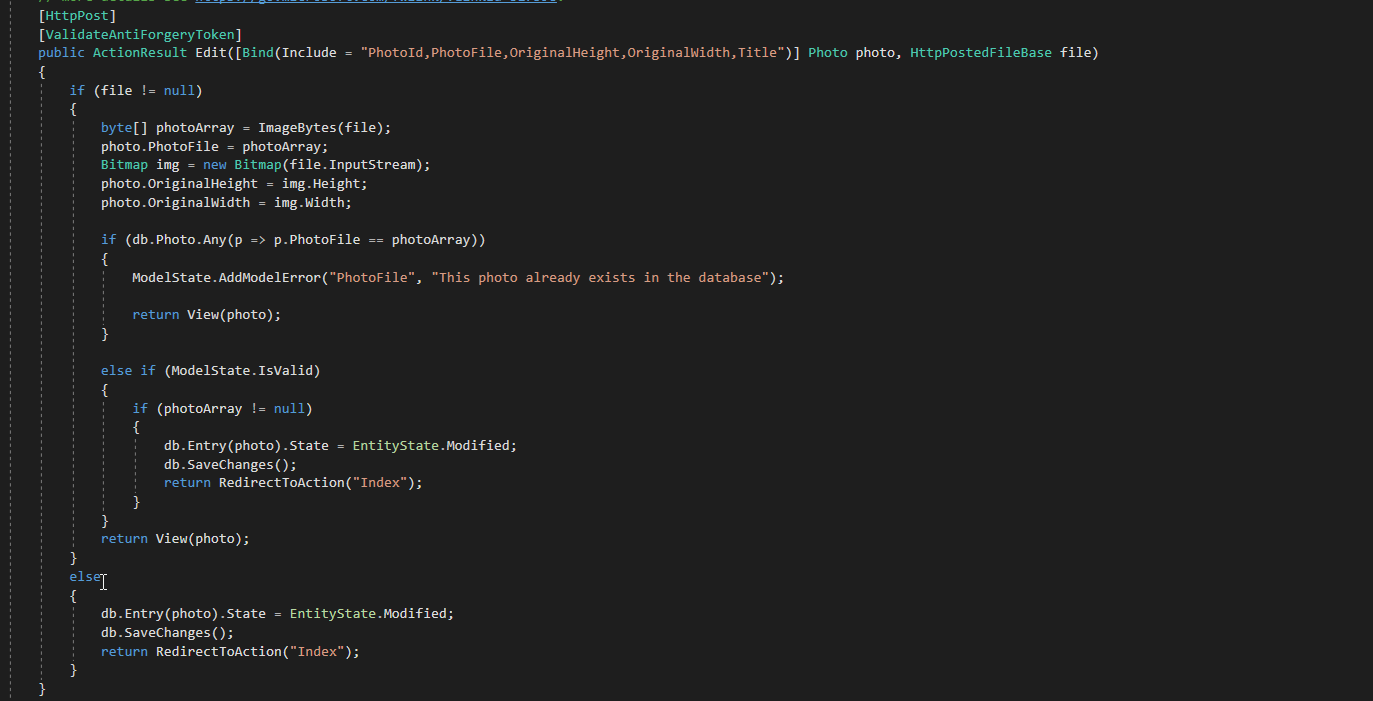 [HttpPost]
[ValidateAntiForgeryToken]
public ActionResult Edit([Bind(Include = "PhotoId,PhotoFile,OriginalHeight,OriginalWidth,Title")] Photo photo, HttpPostedFileBase file)
{
if (file != null)
{
byte[] photoArray = ImageBytes(file);
photo.PhotoFile = photoArray;
Bitmap img = new Bitmap(file.InputStream);
photo.OriginalHeight = img.Height;
photo.OriginalWidth = img.Width;
if (db.Photo.Any(p => p.PhotoFile == photoArray))
{
ModelState.AddModelError("PhotoFile", "This photo already exists in the database");
return View(photo);
}
else if (ModelState.IsValid)
{
if (photoArray != null)
{
db.Entry(photo).State = EntityState.Modified;
db.SaveChanges();
return RedirectToAction("Index");
}
}
return View(photo);
}
else
{
db.Entry(photo).State = EntityState.Modified;
db.SaveChanges();
return RedirectToAction("Index");
}
}